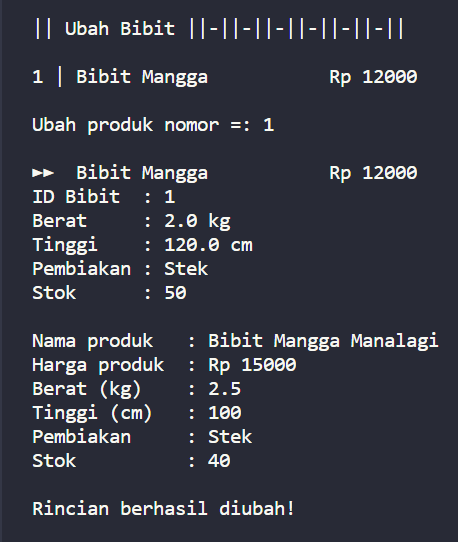 || Ubah Bibit ||-||-||-||-||-||-||
1 | Bibit Mangga Rp 12000
Ubah produk nomor =: 1
►► Bibit Mangga Rp 12000
ID Bibit : 1
Berat : 2.0 kg
Tinggi : 120.0 cm
Pembiakan : Stek
Stok : 50
Nama produk : Bibit Mangga Manalagi
Harga produk : Rp 15000
Berat (kg) : 2.5
Tinggi (cm) : 100
Pembiakan : Stek
Stok : 40
Rincian berhasil diubah!